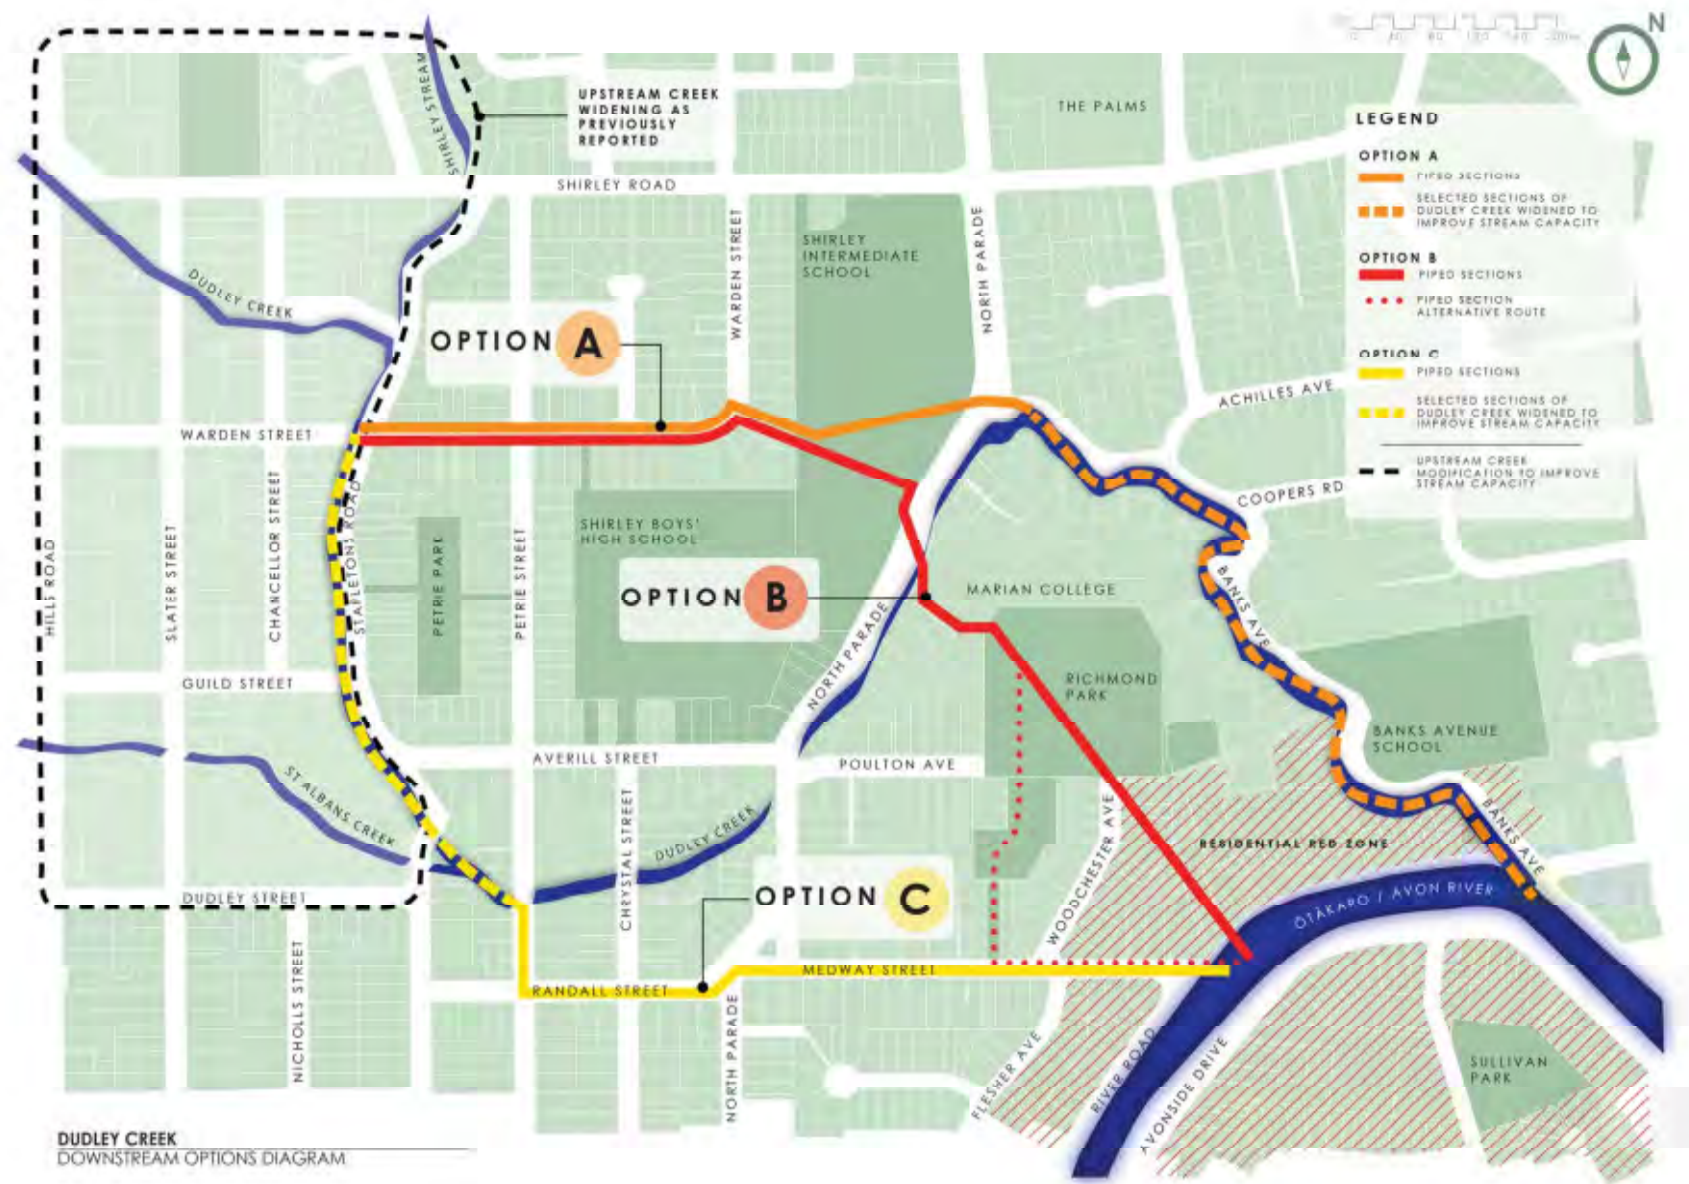 N
UPSTREAM CREEK
WIDENING AS
PREVIOUSLY
REPORTED
THE PALMS
SHIRLEY STREAM
SHIRLEY ROAD
LEGEND
OPTION A
PIPED SECTIONS
SELECTED SECTIONS OF
DUDLEY CREEK WIDENED TO
IMPROVE STREAM CAPACITY
OPTION B
PIPED SECTIONS
PIPED SECTION
ALTERNATIVE ROUTE
OPTION C
PIPED SECTIONS
SELECTED SECTIONS OF
DUDLEY CREEK WIDENED TO
IMPROVE STREAM CAPACITY
UPSTREAM CREEK
MODIFICATION TO IMPROVE
STREAM CAPACITY
WARDEN STREET
SHIRLEY
INTERMEDIATE
SCHOOL
NORTH PARADE
DUDLEY CREEK
OPTION A
ACHILLES AVE
WARDEN STREET
COOPERS RD
HILLS ROAD
SLATER STREET
CHANCELLOR STREET
STAPLETONS ROAD
PETRIE PARK
PETRIE STREET
SHIRLEY BOYS'
HIGH SCHOOL
OPTION B
MARIAN COLLEGE
BANKS AVE
NORTH PARADE
RICHMOND
PARK
GUILD STREET
BANKS AVENUE
SCHOOL
AVERILL STREET
POULTON AVE
ST ALBANS CREEK
CHRYSTAL STREET
DUDLEY CREEK
WOODCHESTER AVE
RESIDENTIAL RED ZONE
BANKS AVE
DUDLEY STREET
OPTION C
ŌTĀKARO / AVON RIVER
MEDWAY STREET
RANDALL STREET
NICHOLLS STREET
NORTH PARADE
FLESHER AVE
RIVER ROAD
AVONSIDE DRIVE
SULLIVAN
PARK
DUDLEY CREEK
DOWNSTREAM OPTIONS DIAGRAM